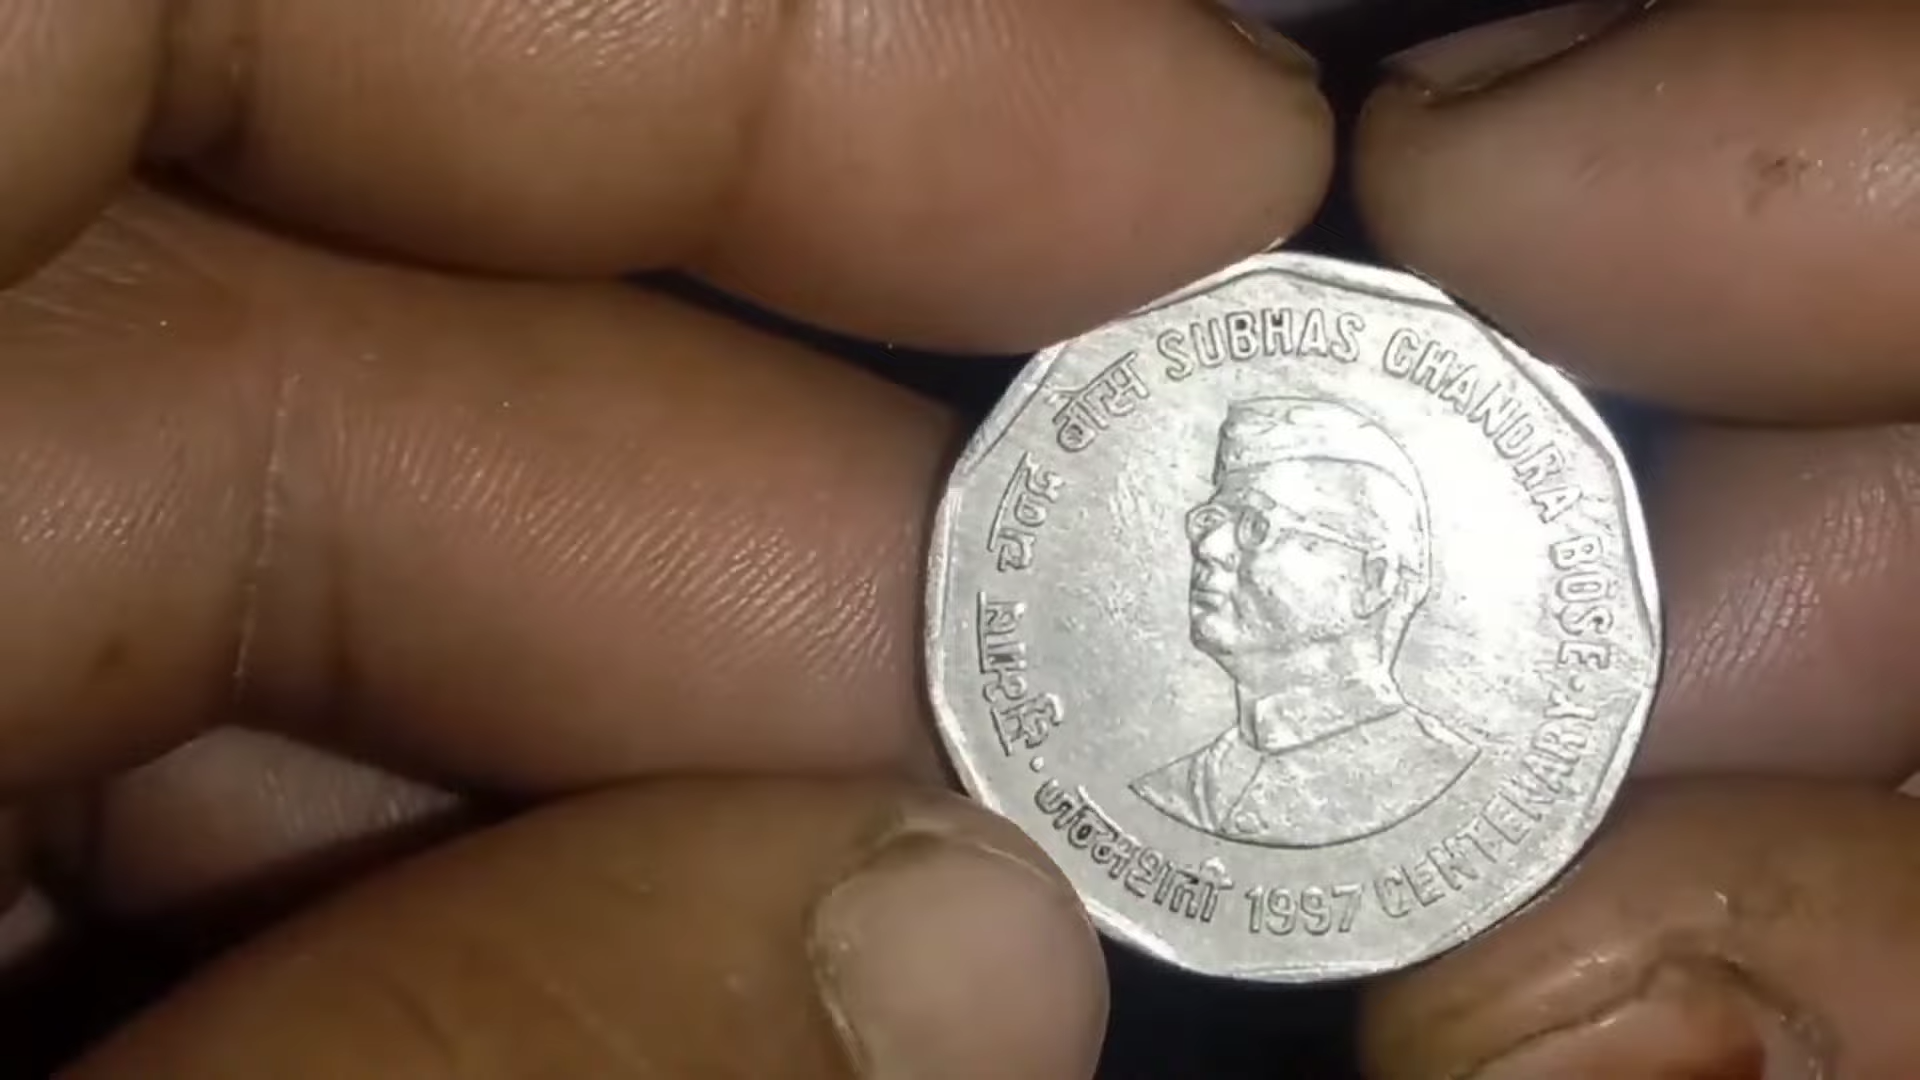 सुभाष चन्द्र बोस SUBHAS CHANDRA BOSE
जन्मशती 1997 CENTENARY